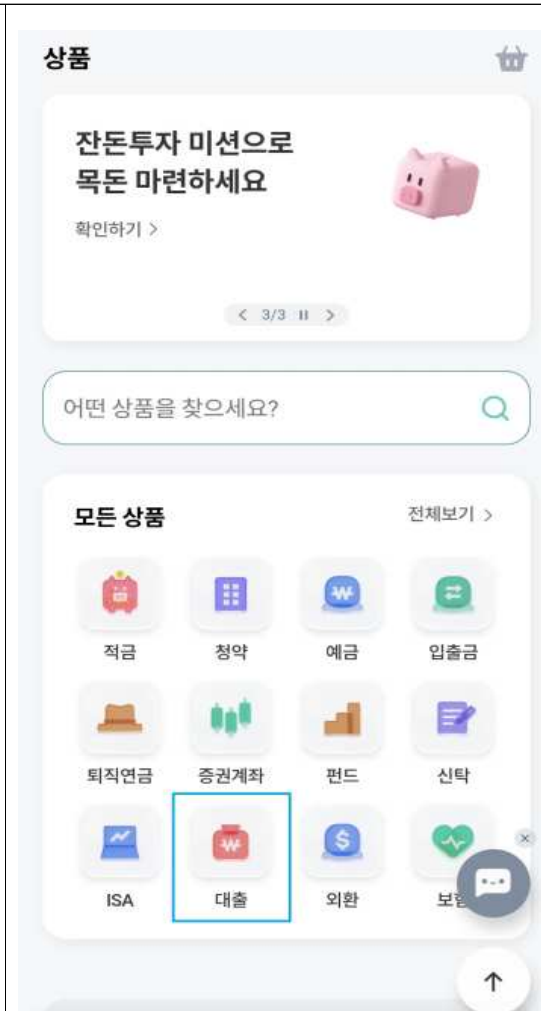 상품
잔돈투자 미션으로
목돈 마련하세요
확인하기 >
< 3/3 II >
어떤 상품을 찾으세요?
모든 상품
전체보기 >
적금
청약
예금
입출금
퇴직연금
증권계좌
펀드
신탁
ISA
대출
외환